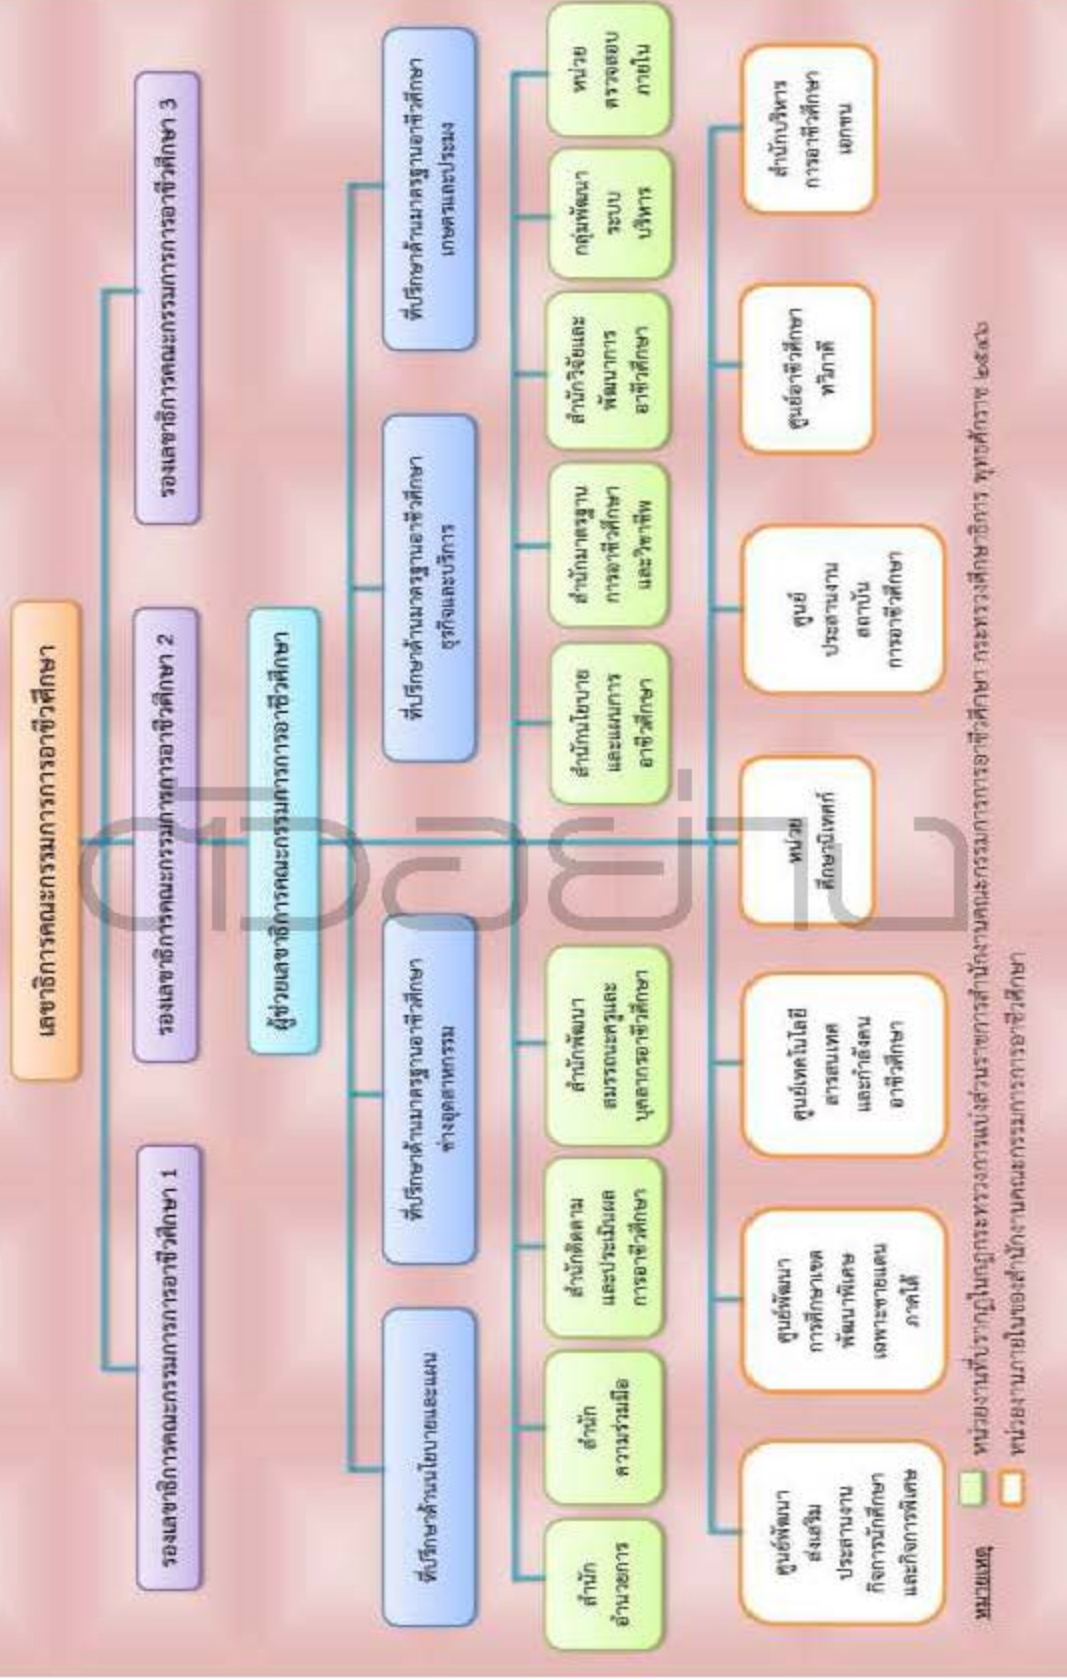 เลขาธิการคณะกรรมการการอาชีวศึกษา
รองเลขาธิการคณะกรรมการการอาชีวศึกษา 1
รองเลขาธิการคณะกรรมการการอาชีวศึกษา 2
รองเลขาธิการคณะกรรมการการอาชีวศึกษา 3
ผู้ช่วยเลขาธิการคณะกรรมการการอาชีวศึกษา
ที่ปรึกษาด้านนโยบายและแผน
ที่ปรึกษาด้านมาตรฐานอาชีวศึกษา
ช่างอุตสาหกรรม
ที่ปรึกษาด้านมาตรฐานอาชีวศึกษา
ธุรกิจและบริการ
ที่ปรึกษาด้านมาตรฐานอาชีวศึกษา
เกษตรและประมง
สำนัก
อำนวยการ
สำนัก
ความร่วมมือ
สำนักติดตาม
และประเมินผล
การอาชีวศึกษา
สำนักพัฒนา
สมรรถนะครูและ
บุคลากรอาชีวศึกษา
สำนักนโยบาย
และแผนการ
อาชีวศึกษา
สำนักมาตรฐาน
การอาชีวศึกษา
และวิชาชีพ
สำนักวิจัยและ
พัฒนาการ
อาชีวศึกษา
กลุ่มพัฒนา
ระบบ
บริหาร
หน่วย
ตรวจสอบ
ภายใน
ศูนย์พัฒนา
ส่งเสริม
ประสานงาน
กิจการนักศึกษา
และกิจการพิเศษ
ศูนย์พัฒนา
การศึกษาเขต
พัฒนาพิเศษ
เฉพาะชายแดน
ภาคใต้
ศูนย์เทคโนโลยี
สารสนเทศ
และกำลังคน
อาชีวศึกษา
หน่วย
ศึกษานิเทศก์
ศูนย์
ประสานงาน
สถาบัน
การอาชีวศึกษา
ศูนย์อาชีวศึกษา
ทวิภาคี
สำนักบริหาร
การอาชีวศึกษา
เอกชน
หมายเหตุ หน่วยงานที่ปรากฏในกฎกระทรวงการแบ่งส่วนราชการสำนักงานคณะกรรมการการอาชีวศึกษา กระทรวงศึกษาธิการ พุทธศักราช ๒๕๔๖
หน่วยงานภายในของสำนักงานคณะกรรมการการอาชีวศึกษา
ตัวอย่าง